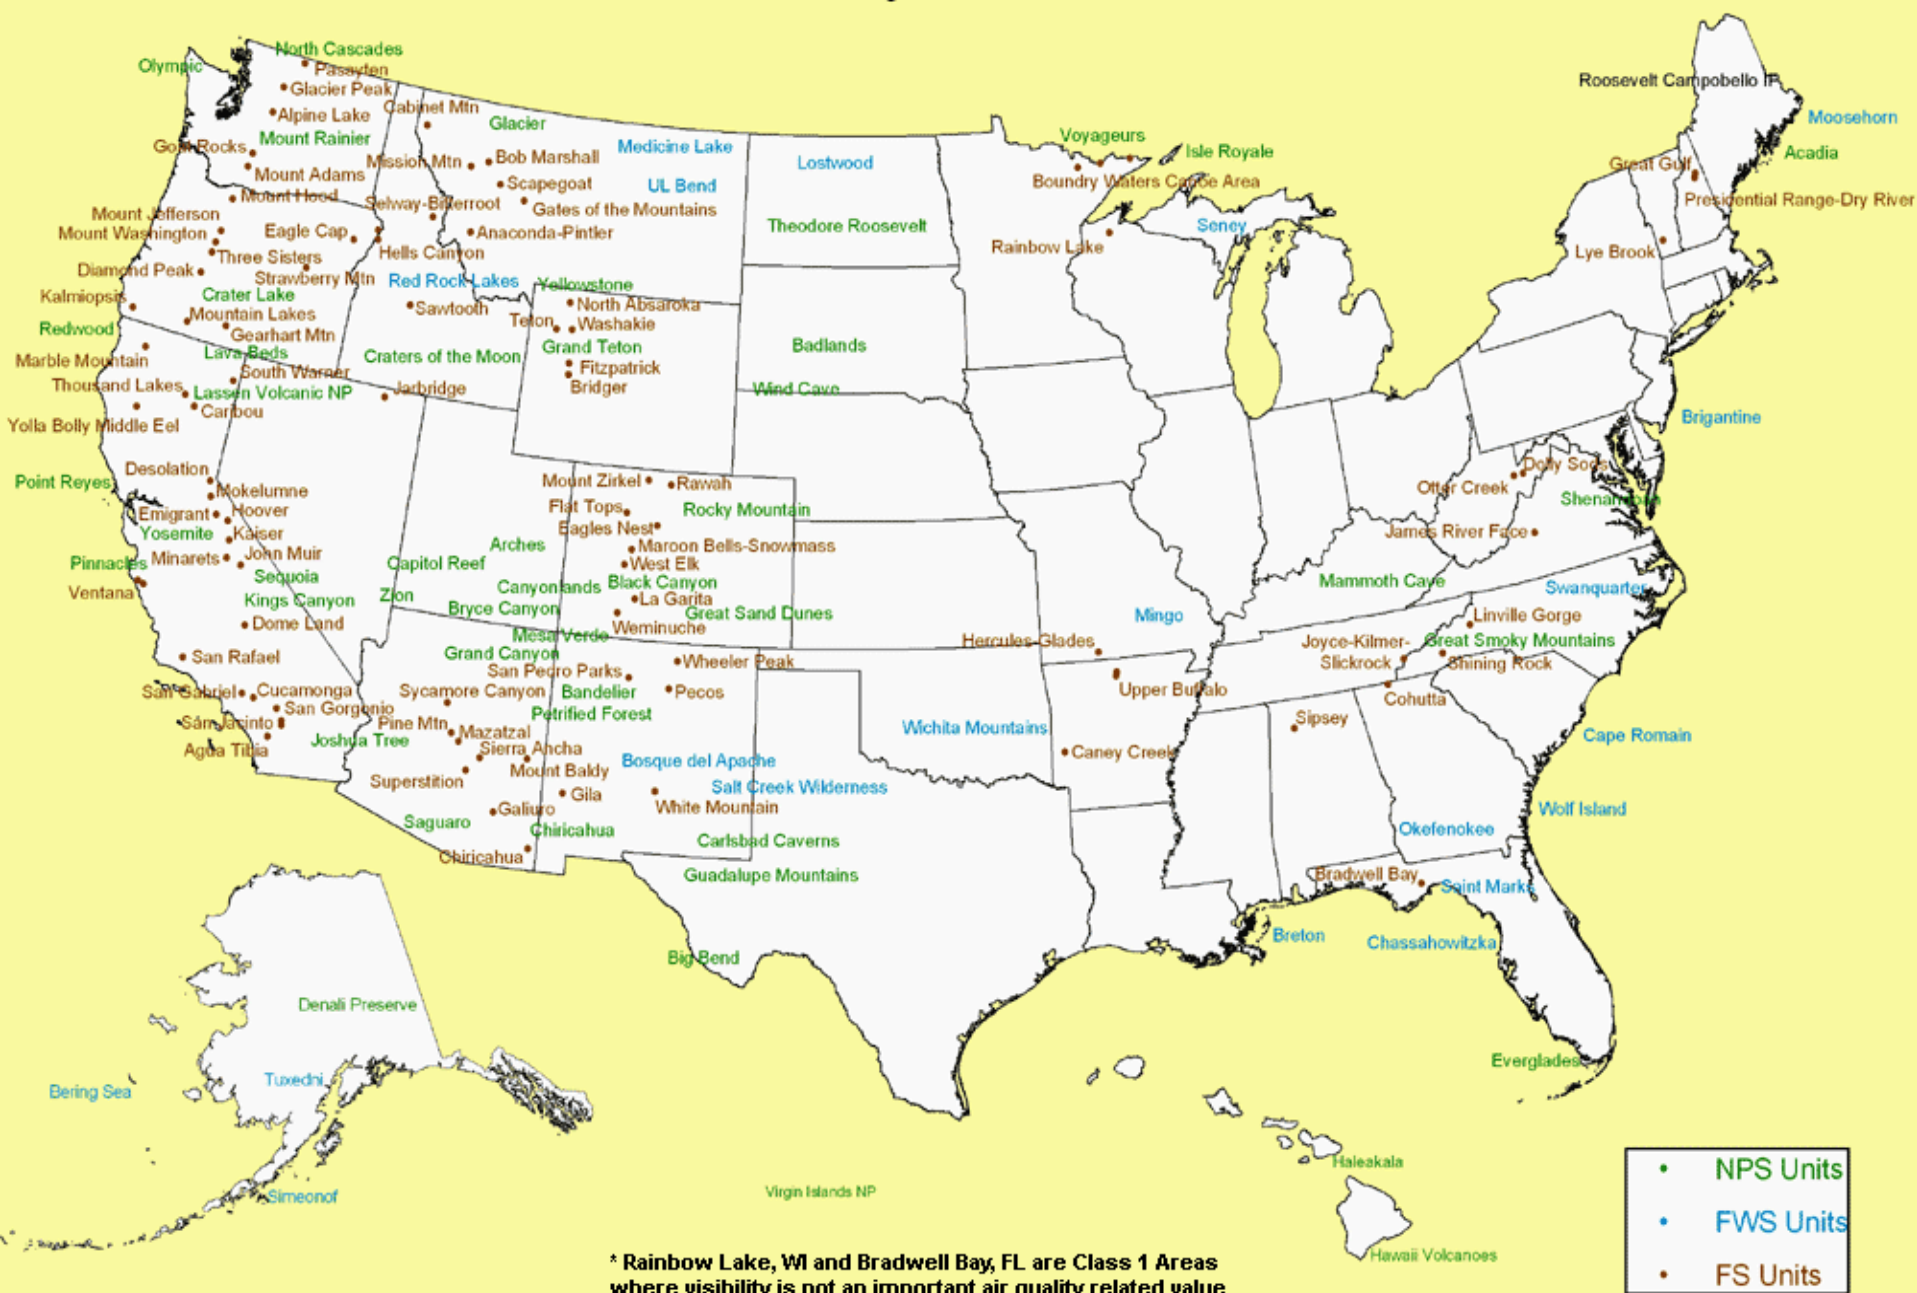 North Cascades
Olympic
Pasayten
Glacier Peak
Alpine Lake
Cabinet Mtn
Glacier
Mount Rainier
Goat Rocks
Mission Mtn
Bob Marshall
Medicine Lake
Lostwood
Voyageurs
Isle Royale
Roosevelt Campobello IP
Moosehorn
Acadia
Great Gulf
Mount Adams
Scapegoat
UL Bend
Boundry Waters Canoe Area
Presidential Range-Dry River
Mount Hood
Selway-Bitterroot
Gates of the Mountains
Mount Jefferson
Mount Washington
Eagle Cap
Anaconda-Pintler
Theodore Roosevelt
Seney
Rainbow Lake
Lye Brook
Three Sisters
Hells Canyon
Diamond Peak
Strawberry Mtn
Red Rock Lakes
Yellowstone
Kalmiopsis
Crater Lake
Sawtooth
North Absaroka
Mountain Lakes
Teton
Washakie
Redwood
Gearhart Mtn
Grand Teton
Badlands
Marble Mountain
Lava Beds
Craters of the Moon
Fitzpatrick
South Warner
Thousand Lakes
Lassen Volcanic NP
Jarbridge
Bridger
Wind Cave
Caribou
Yolla Bolly Middle Eel
Brigantine
Desolation
Point Reyes
Mokelumne
Mount Zirkel
Rawah
Dolly Sods
Otter Creek
Shenandoah
Emigrant
Hoover
Flat Tops
Rocky Mountain
Yosemite
Kaiser
Eagles Nest
James River Face
Pinnacles
Minarets
John Muir
Arches
Maroon Bells-Snowmass
Capitol Reef
West Elk
Ventana
Sequoia
Canyonlands
Black Canyon
Mammoth Cave
Swanquarter
Kings Canyon
Zion
Bryce Canyon
La Garita
Great Sand Dunes
Mingo
Linville Gorge
Dome Land
Mesa Verde
Weminuche
Hercules-Glades
Joyce-Kilmer-
Slickrock
Great Smoky Mountains
San Rafael
Grand Canyon
San Pedro Parks
Wheeler Peak
Shining Rock
San Gabriel
Cucamonga
Sycamore Canyon
Bandelier
Pecos
Upper Buffalo
Cohutta
San Gorgonio
San Jacinto
Pine Mtn
Petrified Forest
Mazatzal
Wichita Mountains
Sipsey
Cape Romain
Agua Tibia
Joshua Tree
Sierra Ancha
Mount Baldy
Bosque del Apache
Caney Creek
Superstition
Gila
Salt Creek Wilderness
White Mountain
Galiuro
Wolf Island
Saguaro
Chiricahua
Carlsbad Caverns
Okefenokee
Chiricahua
Guadalupe Mountains
Bradwell Bay
Saint Marks
Breton
Chassahowitzka
Big Bend
Denali Preserve
Everglades
Bering Sea
Tuxedni
Simeonof
Virgin Islands NP
Haleakala
Hawaii Volcanoes
NPS Units
FWS Units
FS Units
* Rainbow Lake, WI and Bradwell Bay, FL are Class 1 Areas
where visibility is not an important air quality related value